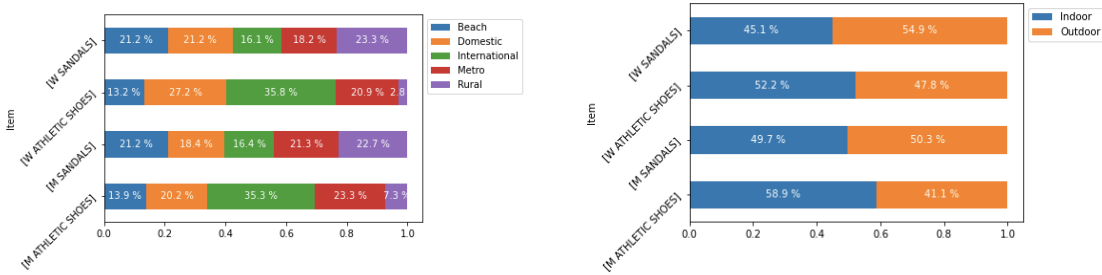 Item
[W SANDALS]
21.2 % 21.2 % 16.1 % 18.2 % 23.3 %
[W ATHLETIC SHOES]
13.2 % 27.2 % 35.8 % 20.9 % 2.8
[M SANDALS]
21.2 % 18.4 % 16.4 % 21.3 % 22.7 %
[M ATHLETIC SHOES]
13.9 % 20.2 % 35.3 % 23.3 % 7.3 %
0.0 0.2 0.4 0.6 0.8 1.0
Beach
Domestic
International
Metro
Rural
Item
[W SANDALS]
45.1 % 54.9 %
[W ATHLETIC SHOES]
52.2 % 47.8 %
[M SANDALS]
49.7 % 50.3 %
[M ATHLETIC SHOES]
58.9 % 41.1 %
0.0 0.2 0.4 0.6 0.8 1.0
Indoor
Outdoor